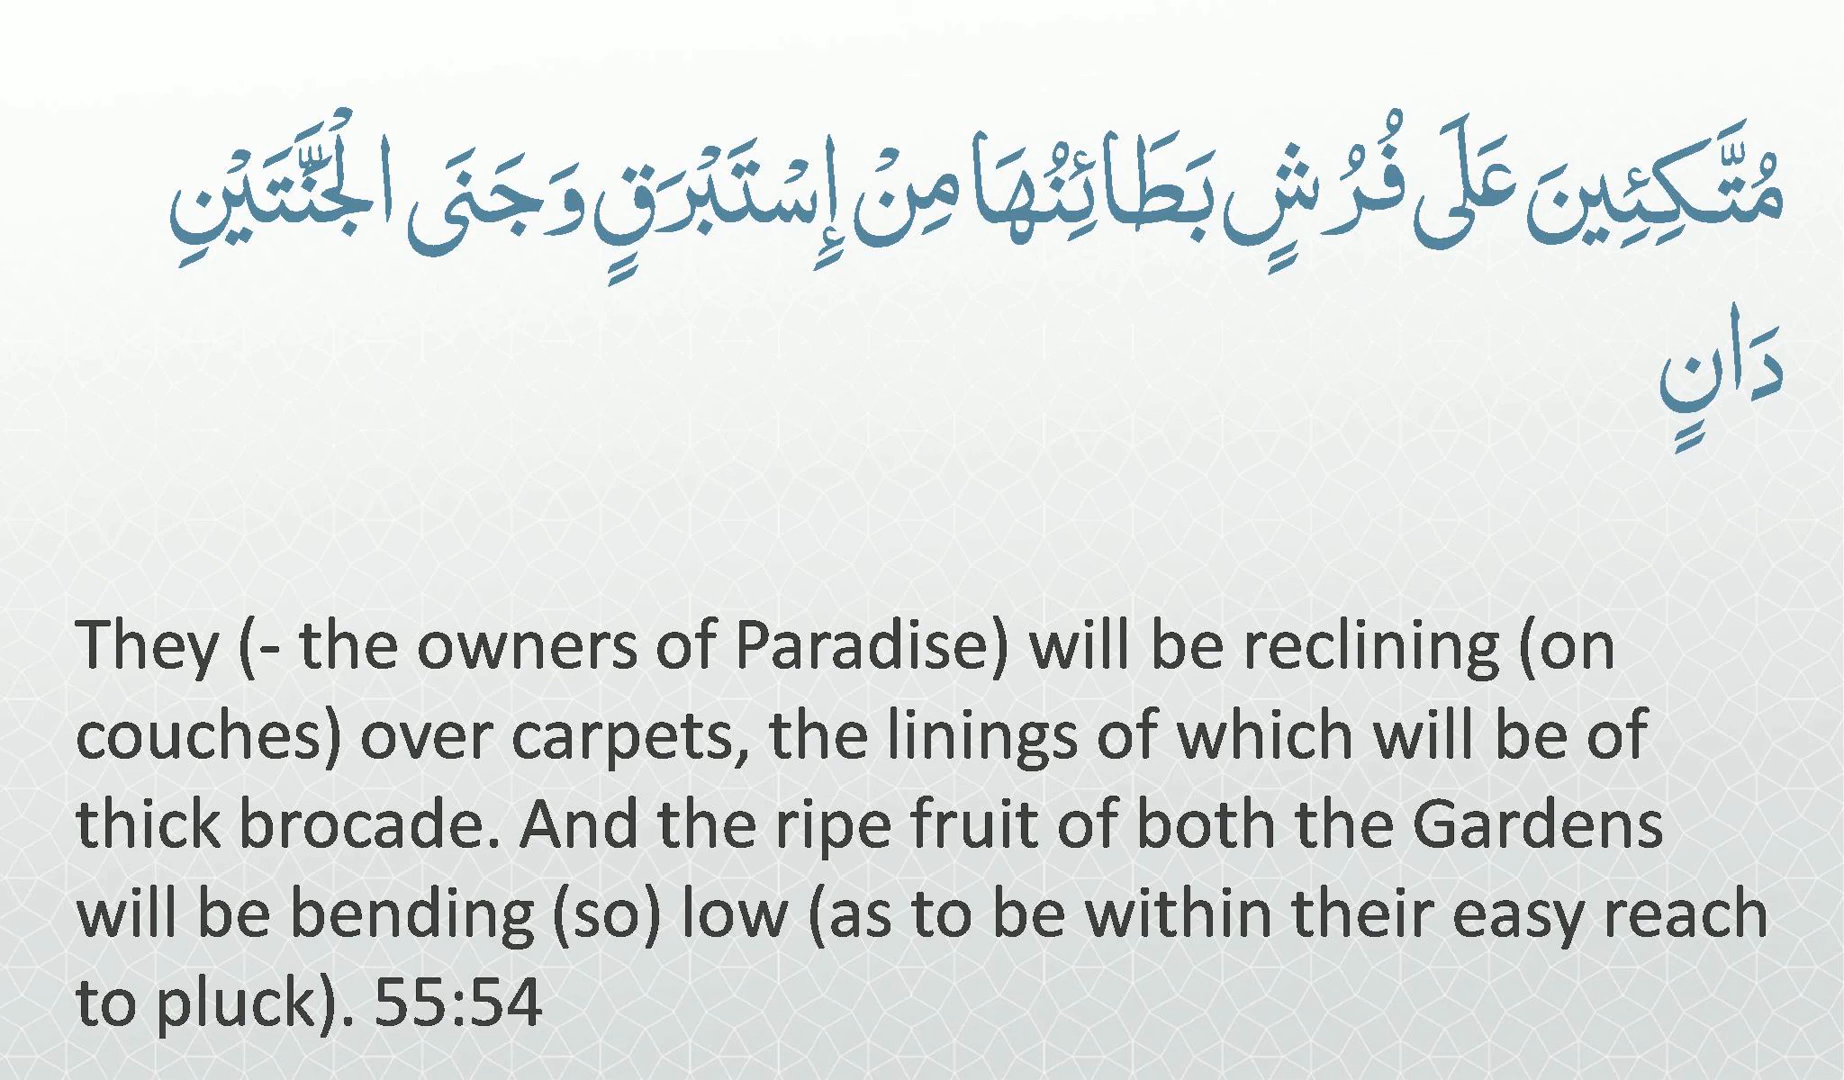 مُتَّكِئِينَ عَلَى فُرُشٍ بَطَائِنُهَا مِنْ إِسْتَبْرَقٍ وَجَنَى الْجَنَّتَيْنِ
دَانٍ
They (- the owners of Paradise) will be reclining (on
couches) over carpets, the linings of which will be of
thick brocade. And the ripe fruit of both the Gardens
will be bending (so) low (as to be within their easy reach
to pluck). 55:54